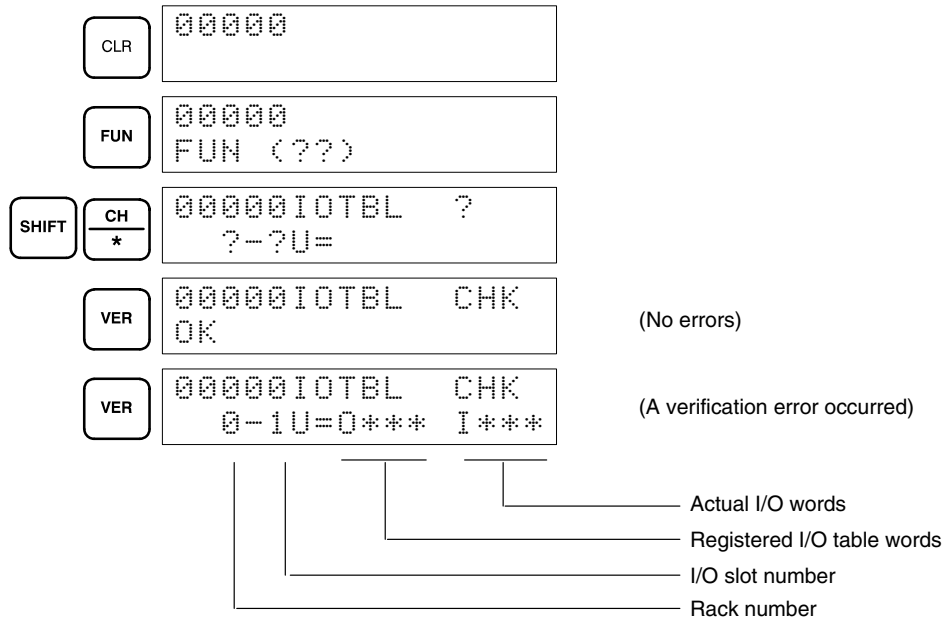 CLR
00000
FUN
00000
FUN (??)
SHIFT
CH
*
00000IOTBL ?
?-?U=
VER
00000IOTBL CHK
OK
(No errors)
VER
00000IOTBL CHK
0-1U=O*** I***
(A verification error occurred)
Actual I/O words
Registered I/O table words
I/O slot number
Rack number